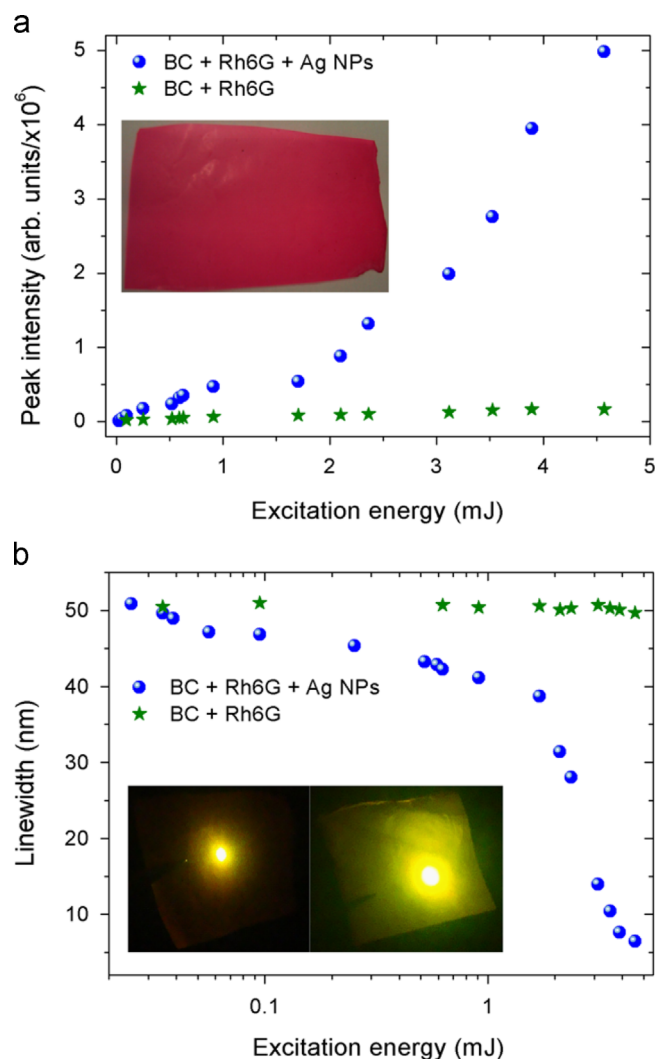 a
BC + Rh6G + Ag NPs
BC + Rh6G
Peak intensity (arb. units/x10⁶)
5
4
3
2
1
0
0 1 2 3 4 5
Excitation energy (mJ)
b
BC + Rh6G + Ag NPs
BC + Rh6G
Linewidth (nm)
50
40
30
20
10
0.1 1
Excitation energy (mJ)